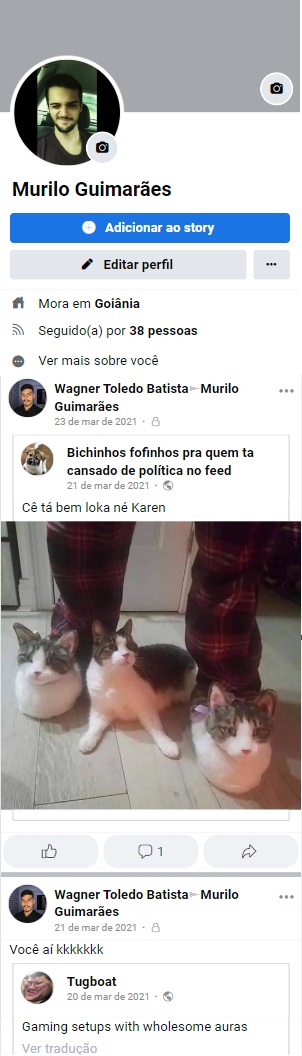 Murilo Guimarães
Adicionar ao story
Editar perfil
Mora em Goiânia
Seguido(a) por 38 pessoas
Ver mais sobre você
Wagner Toledo Batista ► Murilo
Guimarães
23 de mar de 2021 ·
Bichinhos fofinhos pra quem ta
cansado de política no feed
21 de mar de 2021 ·
Cê tá bem loka né Karen
1
Wagner Toledo Batista ► Murilo
Guimarães
21 de mar de 2021 ·
Você aí kkkkkkk
Tugboat
20 de mar de 2021 ·
Gaming setups with wholesome auras
Ver tradução